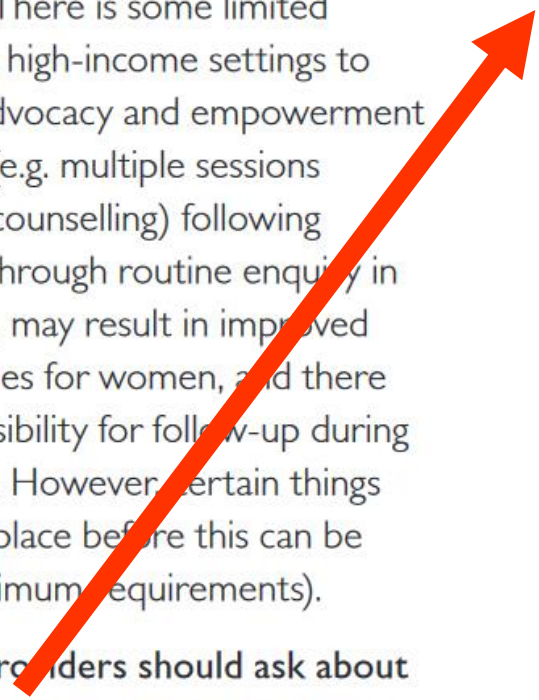 There is some limited
high-income settings to
dvocacy and empowerment
e.g. multiple sessions
counselling) following
hrough routine enquiry in
may result in improved
es for women, and there
sibility for follow-up during
However, certain things
place before this can be
imum requirements).
roviders should ask about